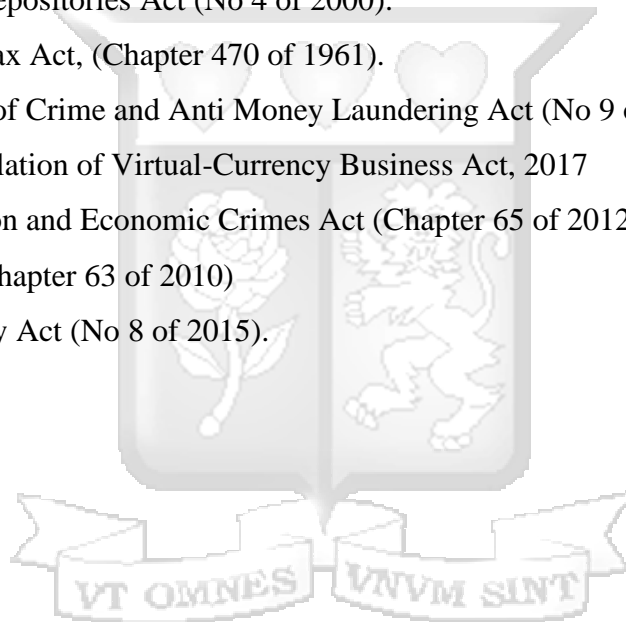 epositories Act (No 4 of 2000).
ax Act, (Chapter 470 of 1961).
of Crime and Anti Money Laundering Act (No 9
lation of Virtual-Currency Business Act, 2017
on and Economic Crimes Act (Chapter 65 of 2012
hapter 63 of 2010)
y Act (No 8 of 2015).
VT OMNES VNVM SINT